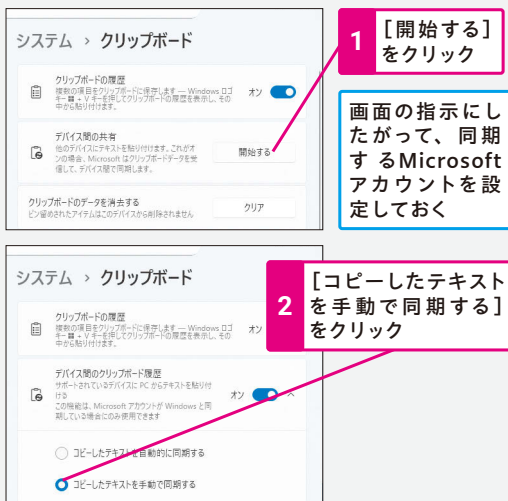 システム › クリップボード
クリップボードの履歴
複数の項目をクリップボードに保存します — Windows ロゴ
キー + V キーを押してクリップボードの履歴を表示し、その
中から貼り付けます。
オン
デバイス間の共有
他のデバイスにテキストを貼り付けます。これがオ
ンの場合、Microsoft はクリップボードデータを受
信して、デバイス間で同期します。
開始する
クリップボードのデータを消去する
ピン留めされたアイテムはこのデバイスから削除されません
クリア
1
[開始する]
をクリック
画面の指示にし
たがって、同期
するMicrosoft
アカウントを設
定しておく
システム › クリップボード
クリップボードの履歴
複数の項目をクリップボードに保存します — Windows ロゴ
キー + V キーを押してクリップボードの履歴を表示し、その
中から貼り付けます。
オン
2
[コピーしたテキスト
を手動で同期する]
をクリック
デバイス間のクリップボード履歴
サポートされているデバイスに PC からテキストを貼り付
ける
この機能は、Microsoft アカウントが Windows と同
期している場合にのみ使用できます
オン
コピーしたテキストを自動的に同期する
コピーしたテキストを手動で同期する